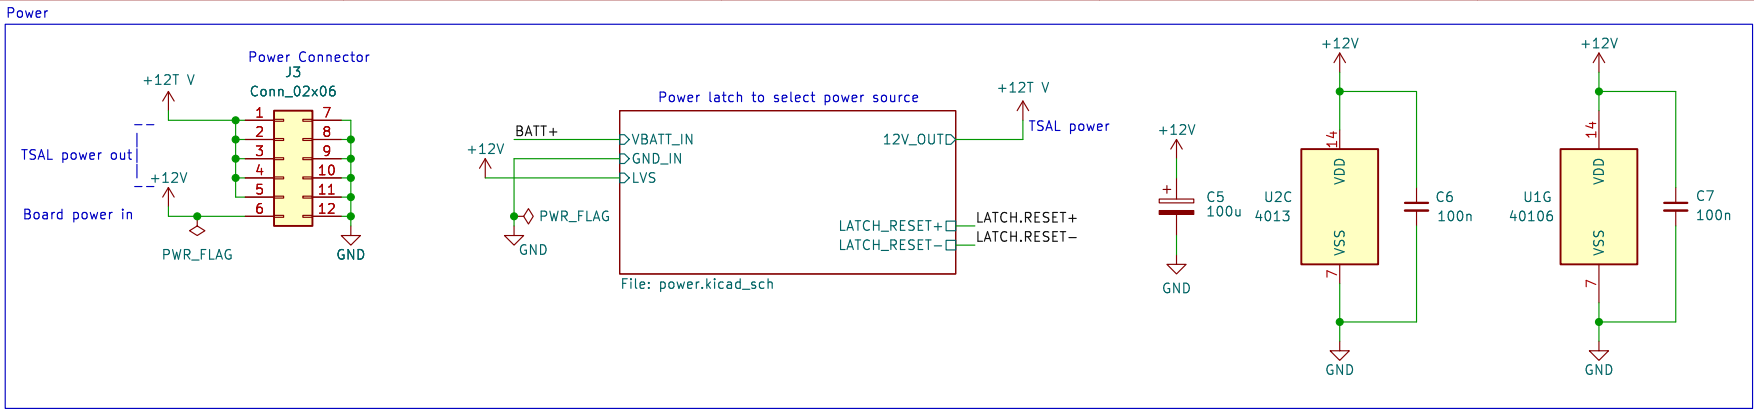 Power
Power Connector
J3
Conn_02x06
+12T V
1
2
3
4
5
6
7
8
9
10
11
12
TSAL power out
+12V
Board power in
PWR_FLAG
GND
Power latch to select power source
BATT+
+12V
VBATT_IN
GND_IN
LVS
PWR_FLAG
GND
12V_OUT
LATCH_RESET+
LATCH_RESET-
LATCH.RESET+
LATCH.RESET-
File: power.kicad_sch
+12T V
TSAL power
+12V
+
C5
100u
GND
+12V
14
VDD
U2C
4013
VSS
7
C6
100n
GND
+12V
14
VDD
U1G
40106
VSS
7
C7
100n
GND